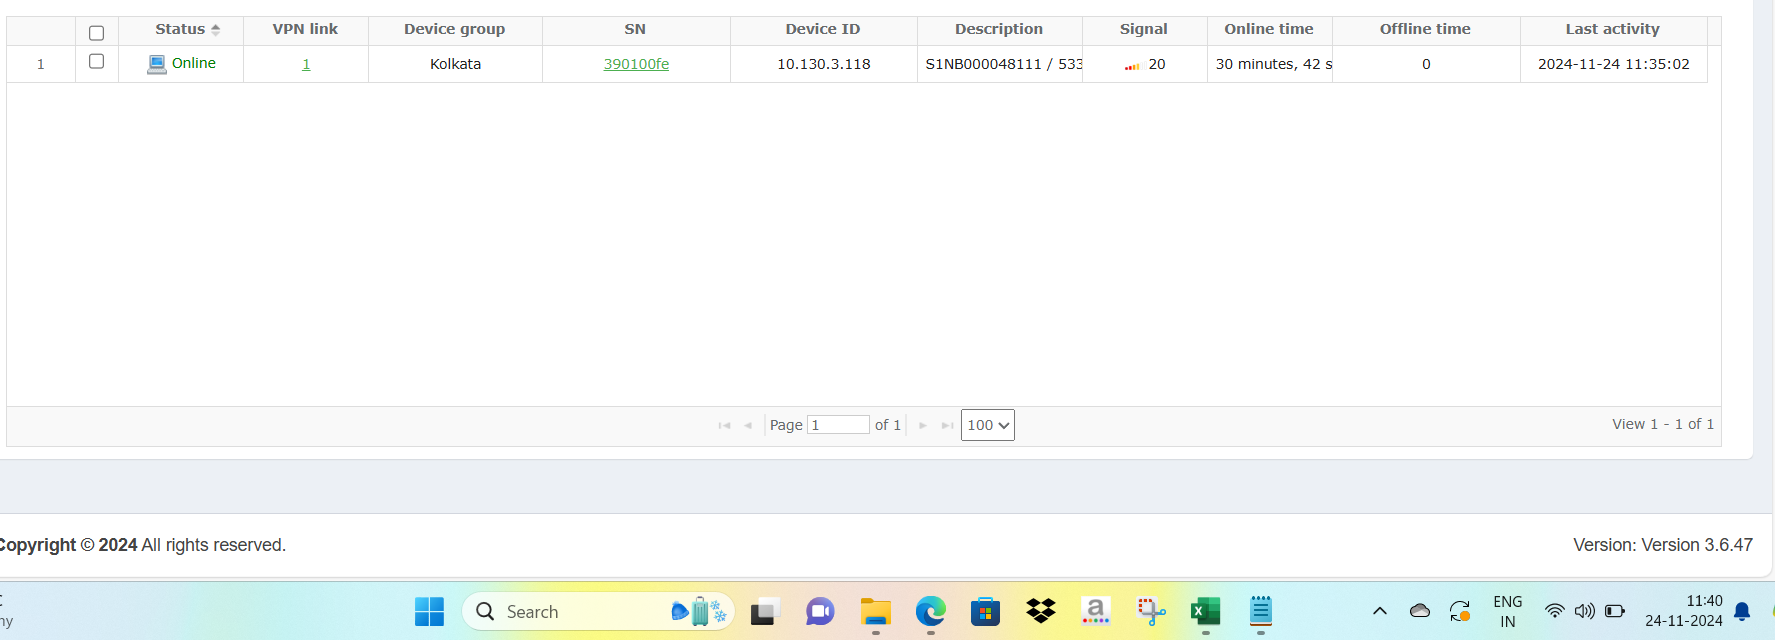 Status VPN link Device group SN Device ID Description Signal Online time Offline time Last activity
1 Online 1 Kolkata 390100fe 10.130.3.118 S1NB000048111 / 533 20 30 minutes, 42 s 0 2024-11-24 11:35:02
Page 1 of 1 100 View 1 - 1 of 1
Copyright © 2024 All rights reserved. Version: Version 3.6.47
Search
a
X
ENG
IN
11:40
24-11-2024